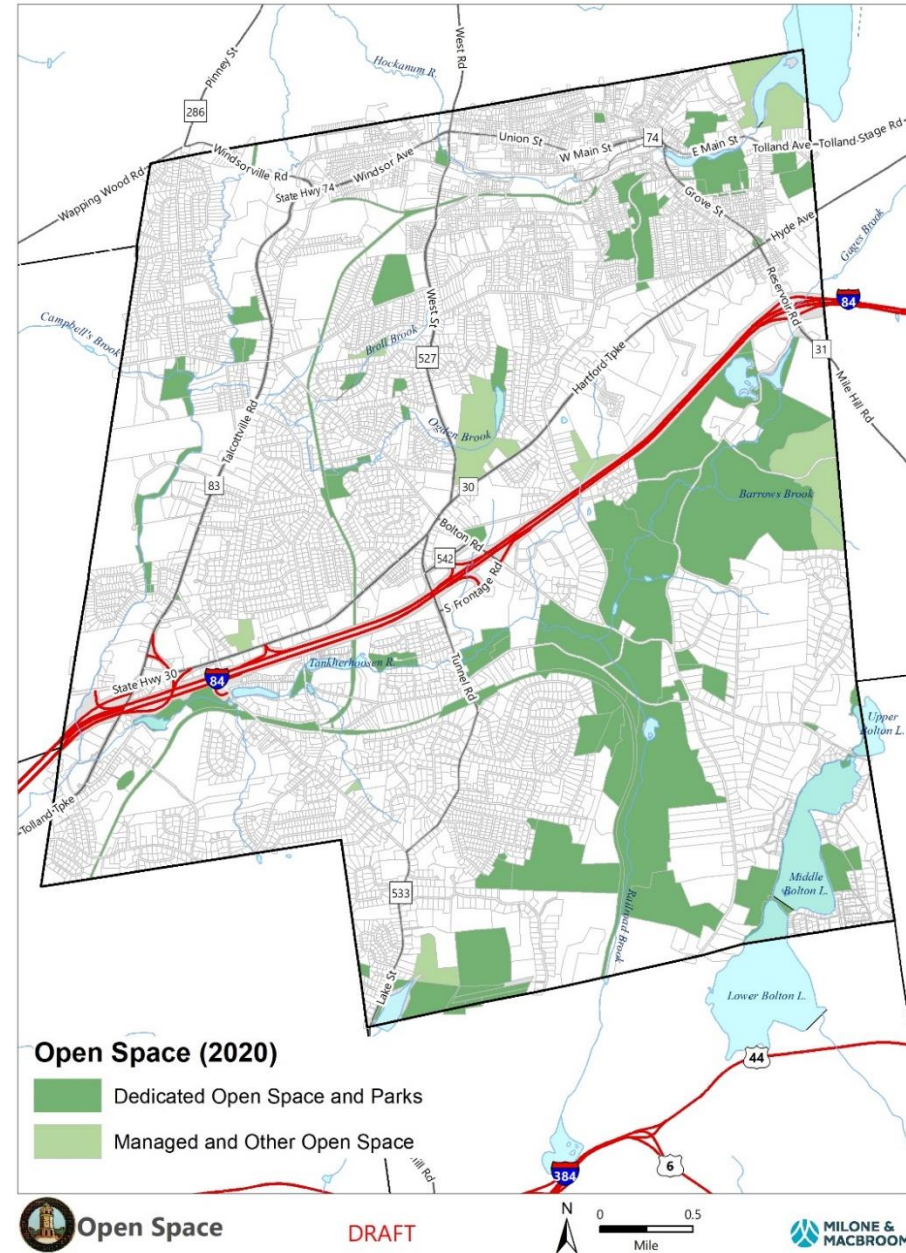 Pinney St
West Rd
Hockanum R.
286
Windsorville Rd
Union St
74
E Main St
Tolland Ave
Tolland Stage Rd
W Main St
Wapping Wood Rd
State Hwy 74
Windsor Ave
Grove St
Hyde Ave
Gages Brook
Reservoir Rd
84
West St
Campbell's Brook
Broll Brook
31
527
Hartford Tpke
Mile Hill Rd
Talcottville Rd
Ogden Brook
83
30
Barrows Brook
Bolton Rd
542
S Frontage Rd
Tankherhoosen R.
State Hwy 30
84
Tunnel Rd
Upper
Bolton L.
Tolland Tpke
Middle
Bolton L.
533
Railroad Brook
Lake St
Lower Bolton L.
Open Space (2020)
44
Dedicated Open Space and Parks
Managed and Other Open Space
Hill Rd
6
384
Open Space
DRAFT
N
0 0.5
Mile
MILONE &
MACBROOM